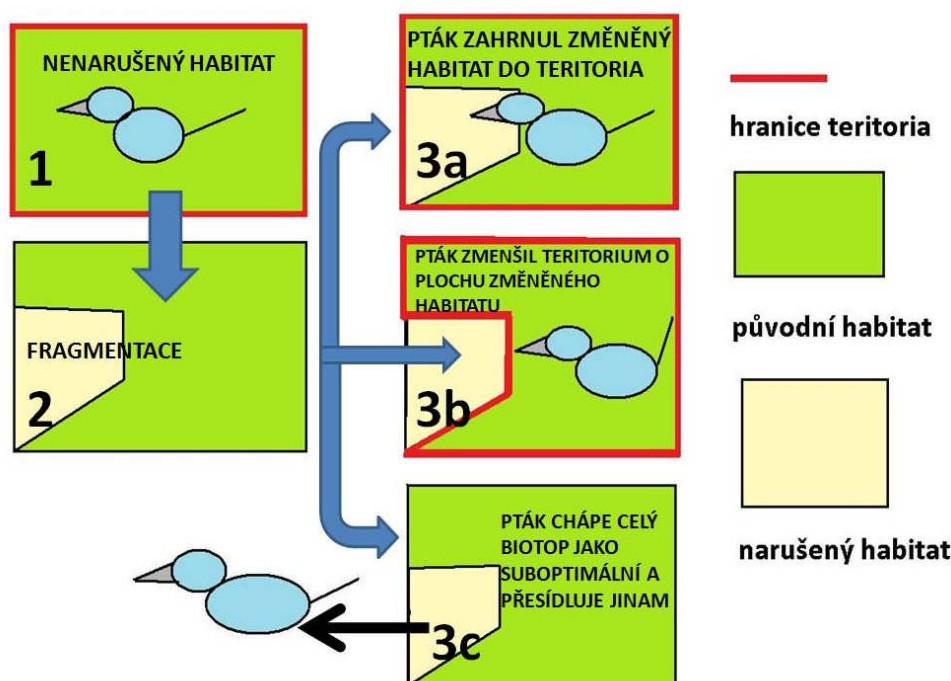 NENARUŠENÝ HABITAT
1
FRAGMENTACE
2
PTÁK ZAHRNUL ZMĚNĚNÝ
HABITAT DO TERITORIA
3a
PTÁK ZMENŠIL TERITORIUM O
PLOCHU ZMĚNĚNÉHO
HABITATU
3b
PTÁK CHÁPE CELÝ
BIOTOP JAKO
SUBOPTIMÁLNÍ A
PŘESÍDLUJE JINAM
3c
hranice teritoria
původní habitat
narušený habitat